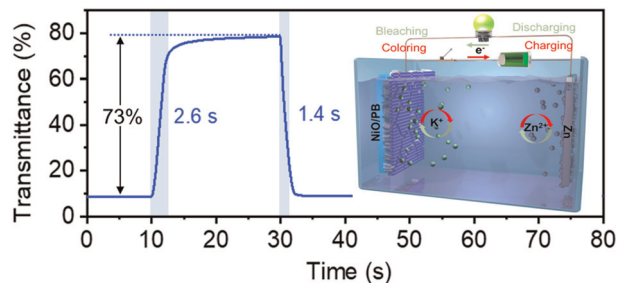 Transmittance (%)
80
60
40
20
0
73%
2.6 s
1.4 s
0 10 20 30 40 50 60 70 80
Time (s)
Bleaching
Discharging
Coloring
e⁻
Charging
NiO/PB
K⁺
Zn²⁺
Zn